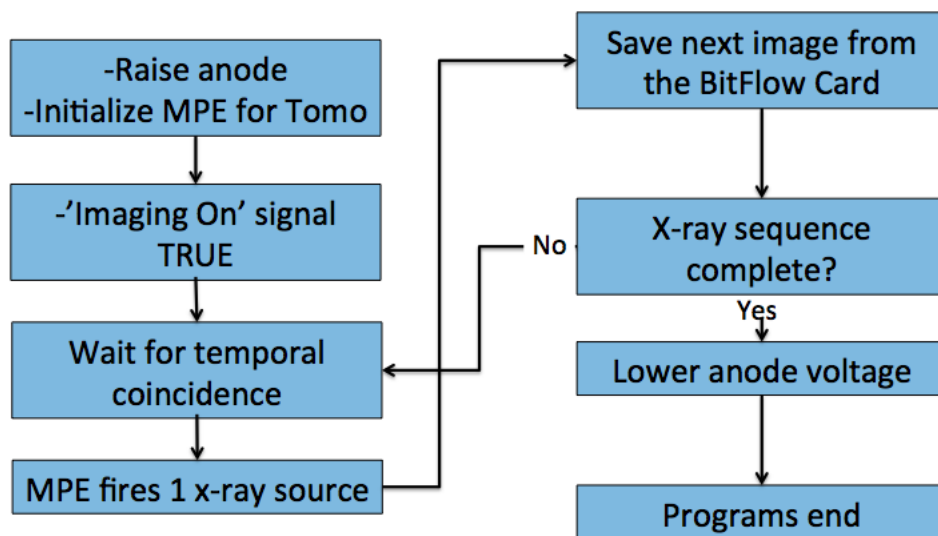 -Raise anode
-Initialize MPE for Tomo
-’Imaging On’ signal
TRUE
Wait for temporal
coincidence
MPE fires 1 x-ray source
Save next image from
the BitFlow Card
X-ray sequence
complete?
No
Yes
Lower anode voltage
Programs end